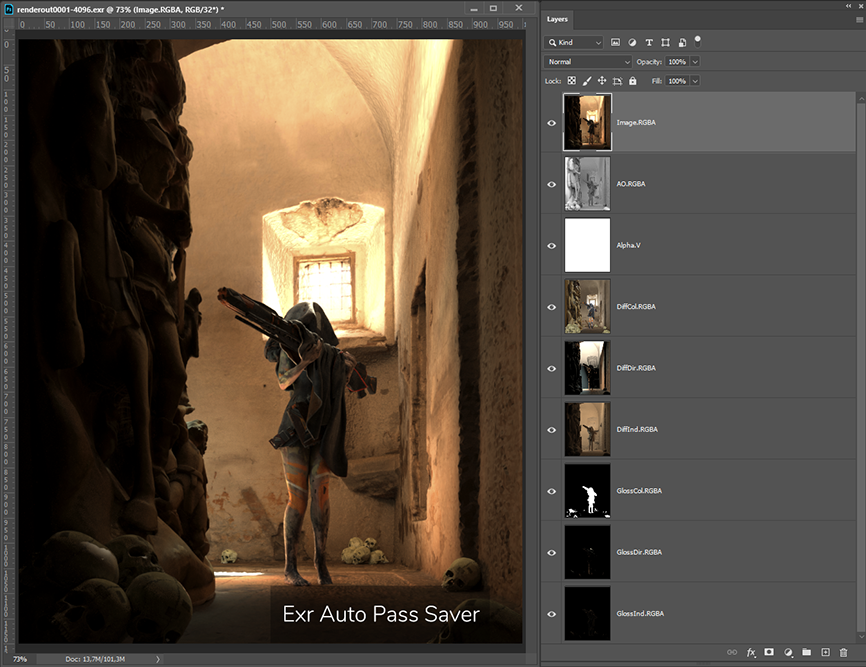 renderout0001-4096.exr @ 73% (Image.RGBA, RGB/32*) *
0 50 100 150 200 250 300 350 400 450 500 550 600 650 700 750 800 850 900 950
Layers
Kind
Normal
Opacity: 100%
Lock:
Fill: 100%
Image.RGBA
AO.RGBA
Alpha.V
DiffCol.RGBA
DiffDir.RGBA
DiffInd.RGBA
GlossCol.RGBA
GlossDir.RGBA
GlossInd.RGBA
Exr Auto Pass Saver
73%
Doc: 13,7M/101,3M